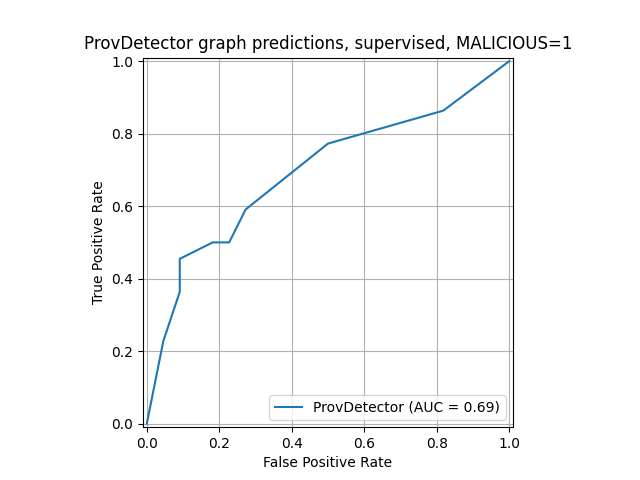 ProvDetector graph predictions, supervised, MALICIOUS=1
1.0
0.8
0.6
0.4
0.2
0.0
True Positive Rate
ProvDetector (AUC = 0.69)
0.0 0.2 0.4 0.6 0.8 1.0
False Positive Rate